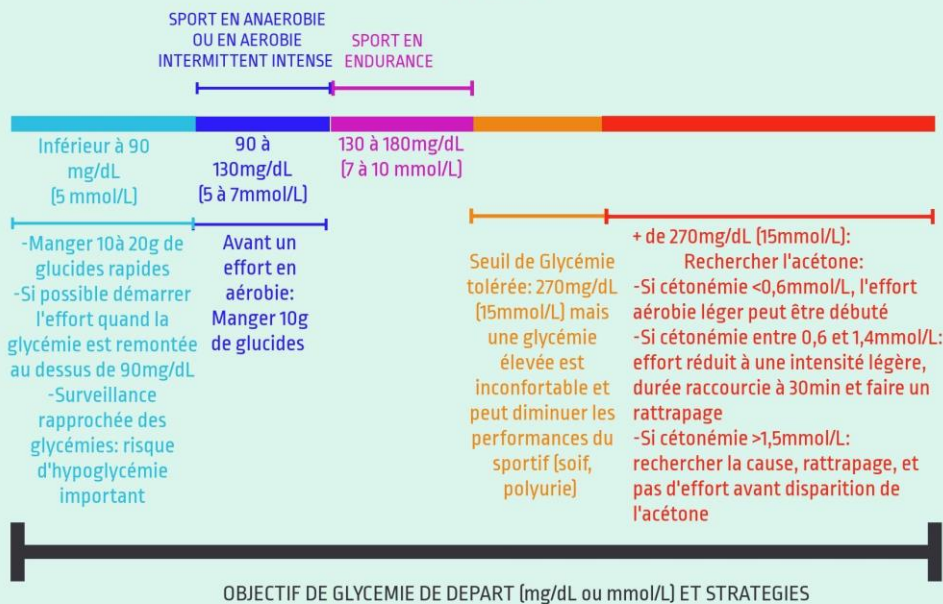 SPORT EN ANAEROBIE
OU EN AEROBIE
INTERMITTENT INTENSE
SPORT EN
ENDURANCE
Inférieur à 90
mg/dL
(5 mmol/L)
90 à
130mg/dL
(5 à 7mmol/L)
130 à 180mg/dL
(7 à 10 mmol/L)
-Manger 10à 20g de
glucides rapides
-Si possible démarrer
l'effort quand la
glycémie est remontée
au dessus de 90mg/dL
-Surveillance
rapprochée des
glycémies: risque
d'hypoglycémie
important
Avant un
effort en
aérobie:
Manger 10g
de glucides
Seuil de Glycémie
tolérée: 270mg/dL
(15mmol/L) mais
une glycémie
élevée est
inconfortable et
peut diminuer les
performances du
sportif (soif,
polyurie)
+ de 270mg/dL (15mmol/L):
Rechercher l'acétone:
-Si cétonémie <0,6mmol/L, l'effort
aérobie léger peut être débuté
-Si cétonémie entre 0,6 et 1,4mmol/L:
effort réduit à une intensité légère,
durée raccourcie à 30min et faire un
rattrapage
-Si cétonémie >1,5mmol/L:
rechercher la cause, rattrapage, et
pas d'effort avant disparition de
l'acétone
OBJECTIF DE GLYCEMIE DE DEPART (mg/dL ou mmol/L) ET STRATEGIES